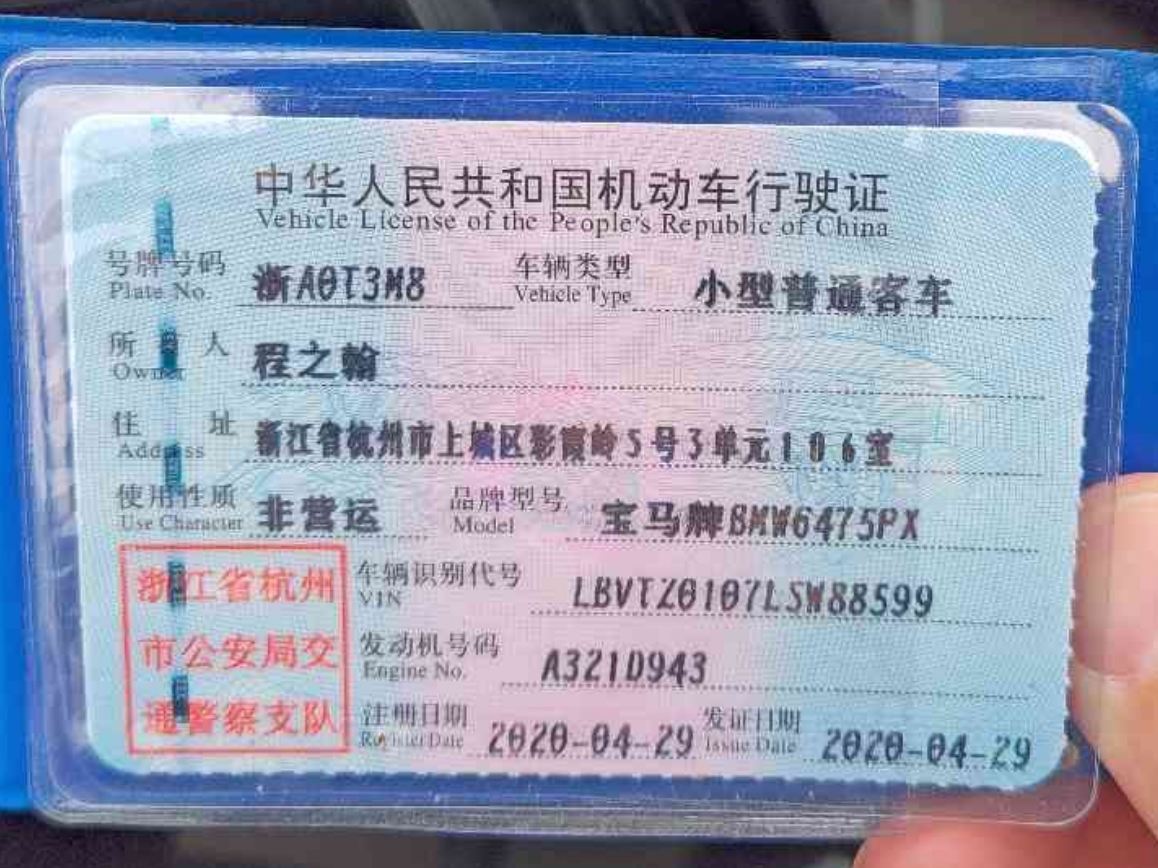 中华人民共和国机动车行驶证
Vehicle License of the People's Republic of China
号牌号码 浙A0T3M8 车辆类型 小型普通客车
Plate No. Vehicle Type
所有人 程之翰
Owner
住址 浙江省杭州市上城区彩霞岭5号3单元106室
Address
使用性质 非营运 品牌型号 宝马牌BMW6475PX
Use Character Model
浙江省杭州
市公安局交
通警察支队
车辆识别代号 LBVTZ0107LSW88599
VIN
发动机号码 A321D943
Engine No.
注册日期 2020-04-29 发证日期 2020-04-29
Register Date Issue Date